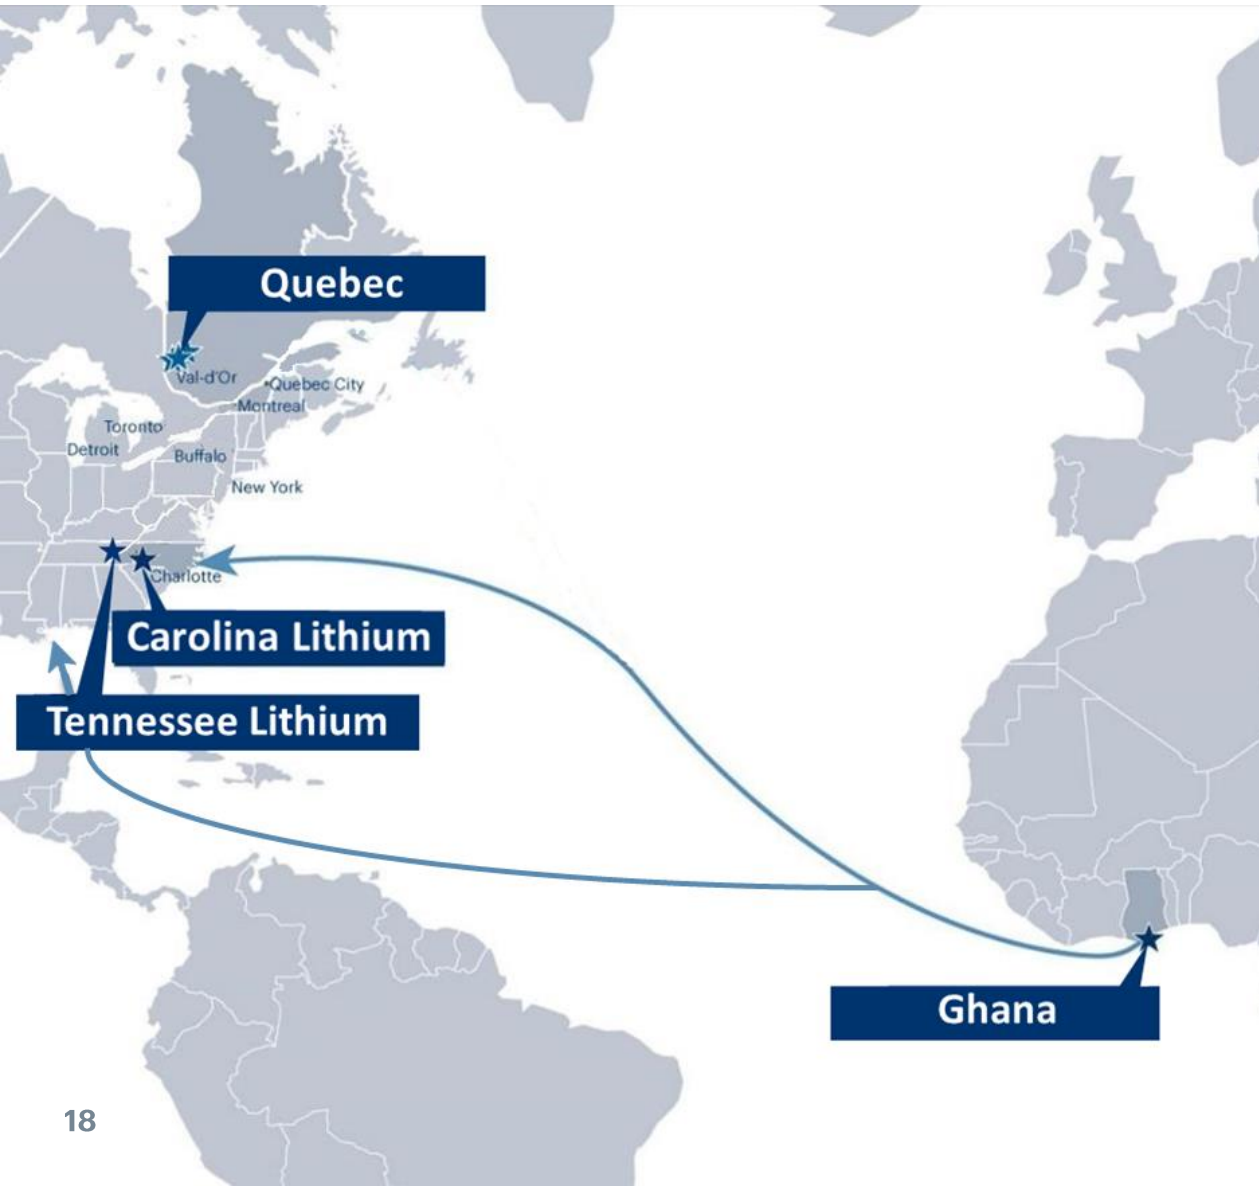 Quebec
Val-d'Or
Quebec City
Montreal
Toronto
Detroit
Buffalo
New York
Charlotte
Carolina Lithium
Tennessee Lithium
Ghana
18